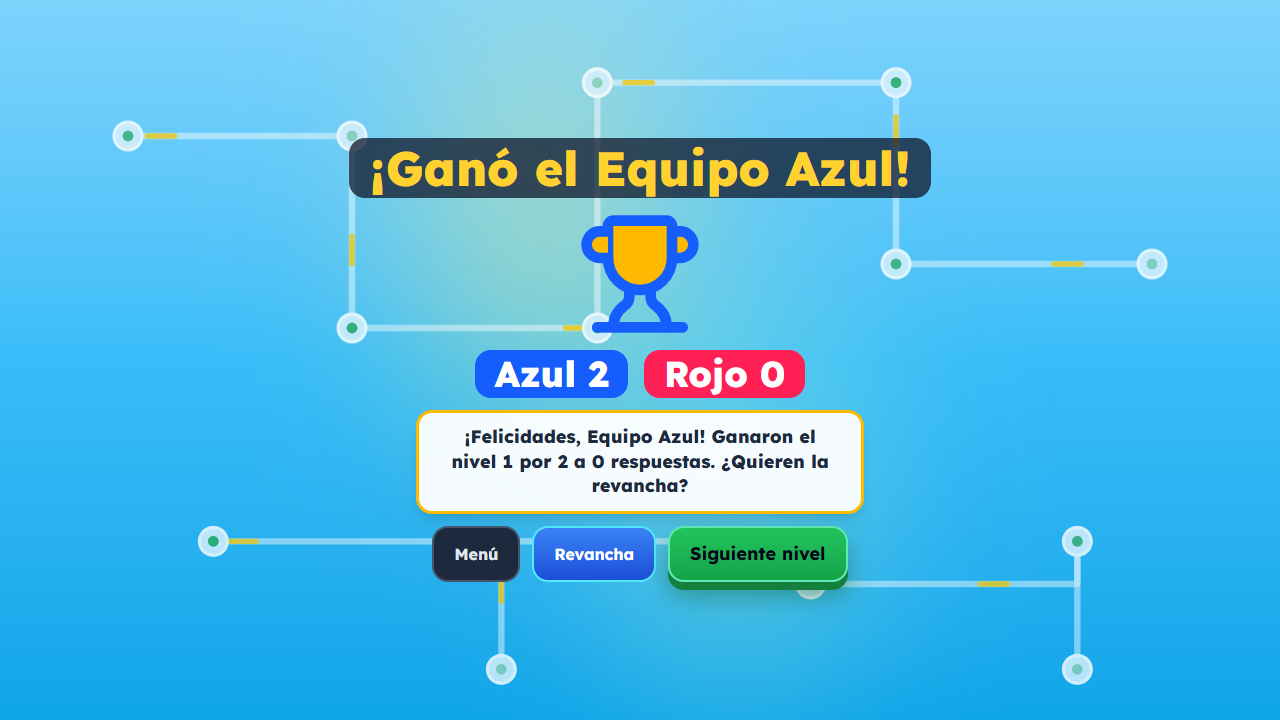 ¡Ganó el Equipo Azul!
Azul 2
Rojo 0
¡Felicidades, Equipo Azul! Ganaron el
nivel 1 por 2 a 0 respuestas. ¿Quieren la
revancha?
Menú
Revancha
Siguiente nivel